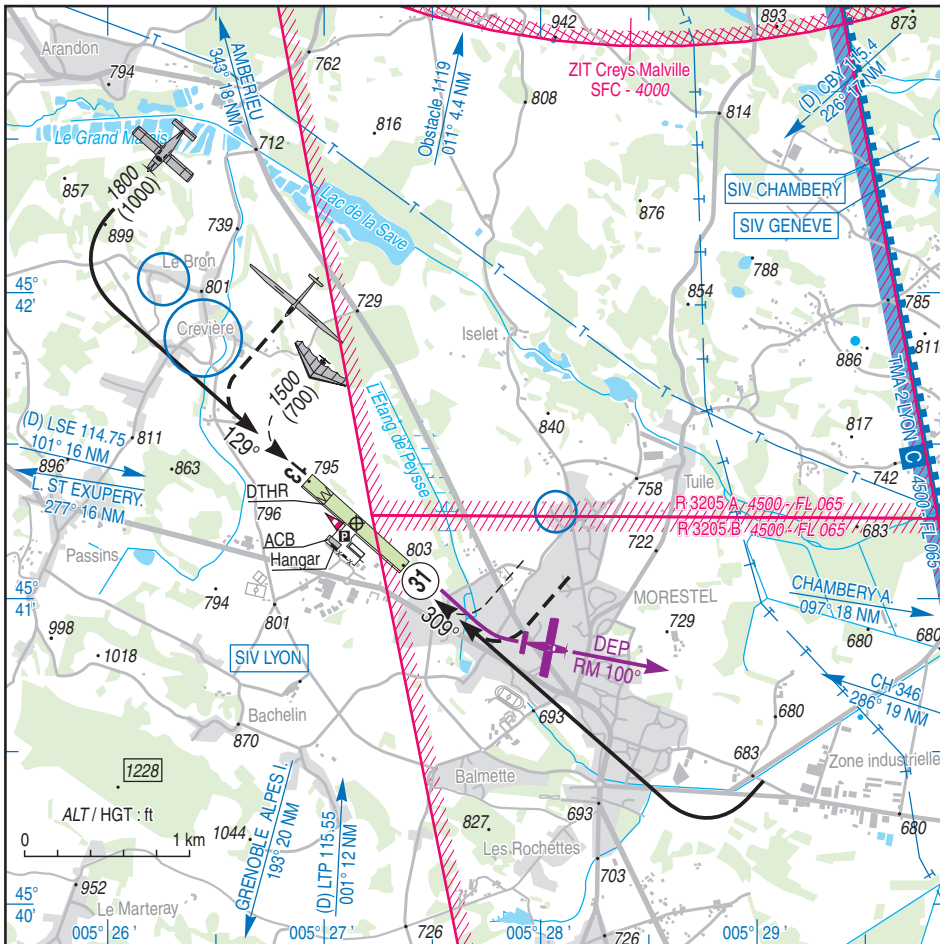 942
893
873
Arandon
762
794
AMBERIEU
343° 18 NM
Obstacle 1119
011° 4.4 NM
ZIT Creys Malville
SFC - 4000
(D) CBY 115.4
226° 17 NM
808
814
816
Le Grand Marais
712
857
1800
(1000)
SIV CHAMBERY
SIV GENEVE
Lac de la Save
876
899
739
Le Bron
788
45°
42'
801
854
785
729
Crevière
Iselet
811
886
1500
(700)
TMA 2 LYON
C
4500 - FL 065
L'Etang de Peysse
840
817
(D) LSE 114.75
101° 16 NM
811
129°
896
863
L. ST EXUPERY.
277° 16 NM
13
795
742
758
Tuile
DTHR
796
R 3205 A 4500 - FL 065
R 3205 B 4500 - FL 065
683
ACB
P
Hangar
803
722
Passins
45°
41'
794
31
309°
MORESTEL
CHAMBERY A.
097° 18 NM
801
729
998
680
680
1018
DEP
RM 100°
SIV LYON
CH 346
286° 19 NM
Bachelin
693
680
870
683
Zone industrielle
1228
Balmette
ALT / HGT : ft
0
1 km
GRENOBLE ALPES I.
193° 20 NM
(D) LTP 115.55
001° 12 NM
827
693
680
1044
Les Rochettes
703
952
45°
40'
Le Marteray
726
726
005° 26 '
005° 27 '
005° 28 '
005° 29 '